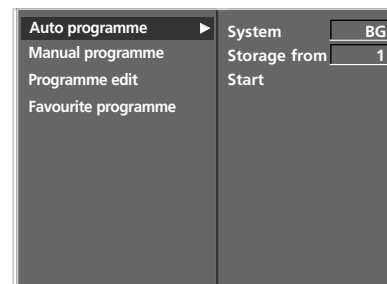 Auto programme ▶
Manual programme
Programme edit
Favourite programme
System BG
Storage from 1
Start